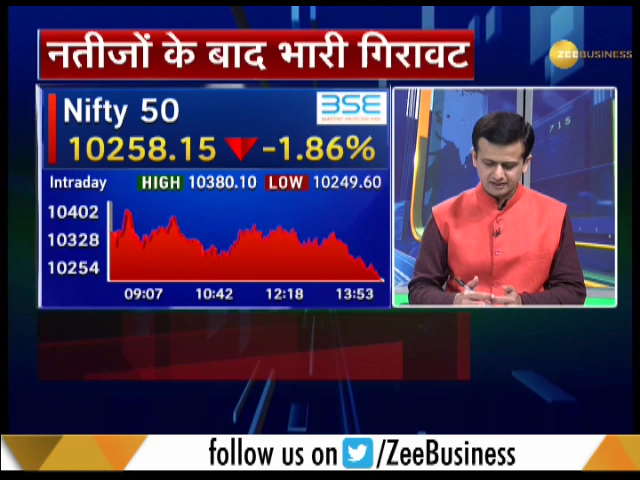 नतीजों के बाद भारी गिरावट
ZEEBUSINESS
Nifty 50
BSE
10258.15 -1.86%
Intraday HIGH 10380.10 LOW 10249.60
10402
10328
10254
09:07 10:42 12:18 13:53
715
follow us on /ZeeBusiness